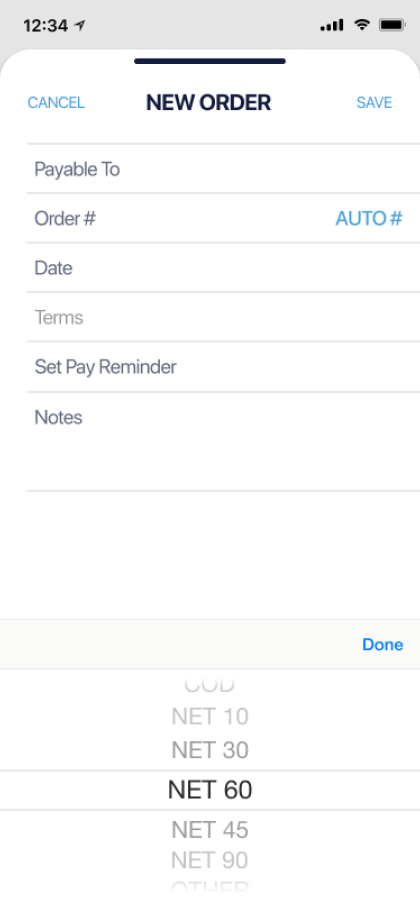 12:34
CANCEL NEW ORDER SAVE
Payable To
Order # AUTO #
Date
Terms
Set Pay Reminder
Notes
Done
COD
NET 10
NET 30
NET 60
NET 45
NET 90
OTHER